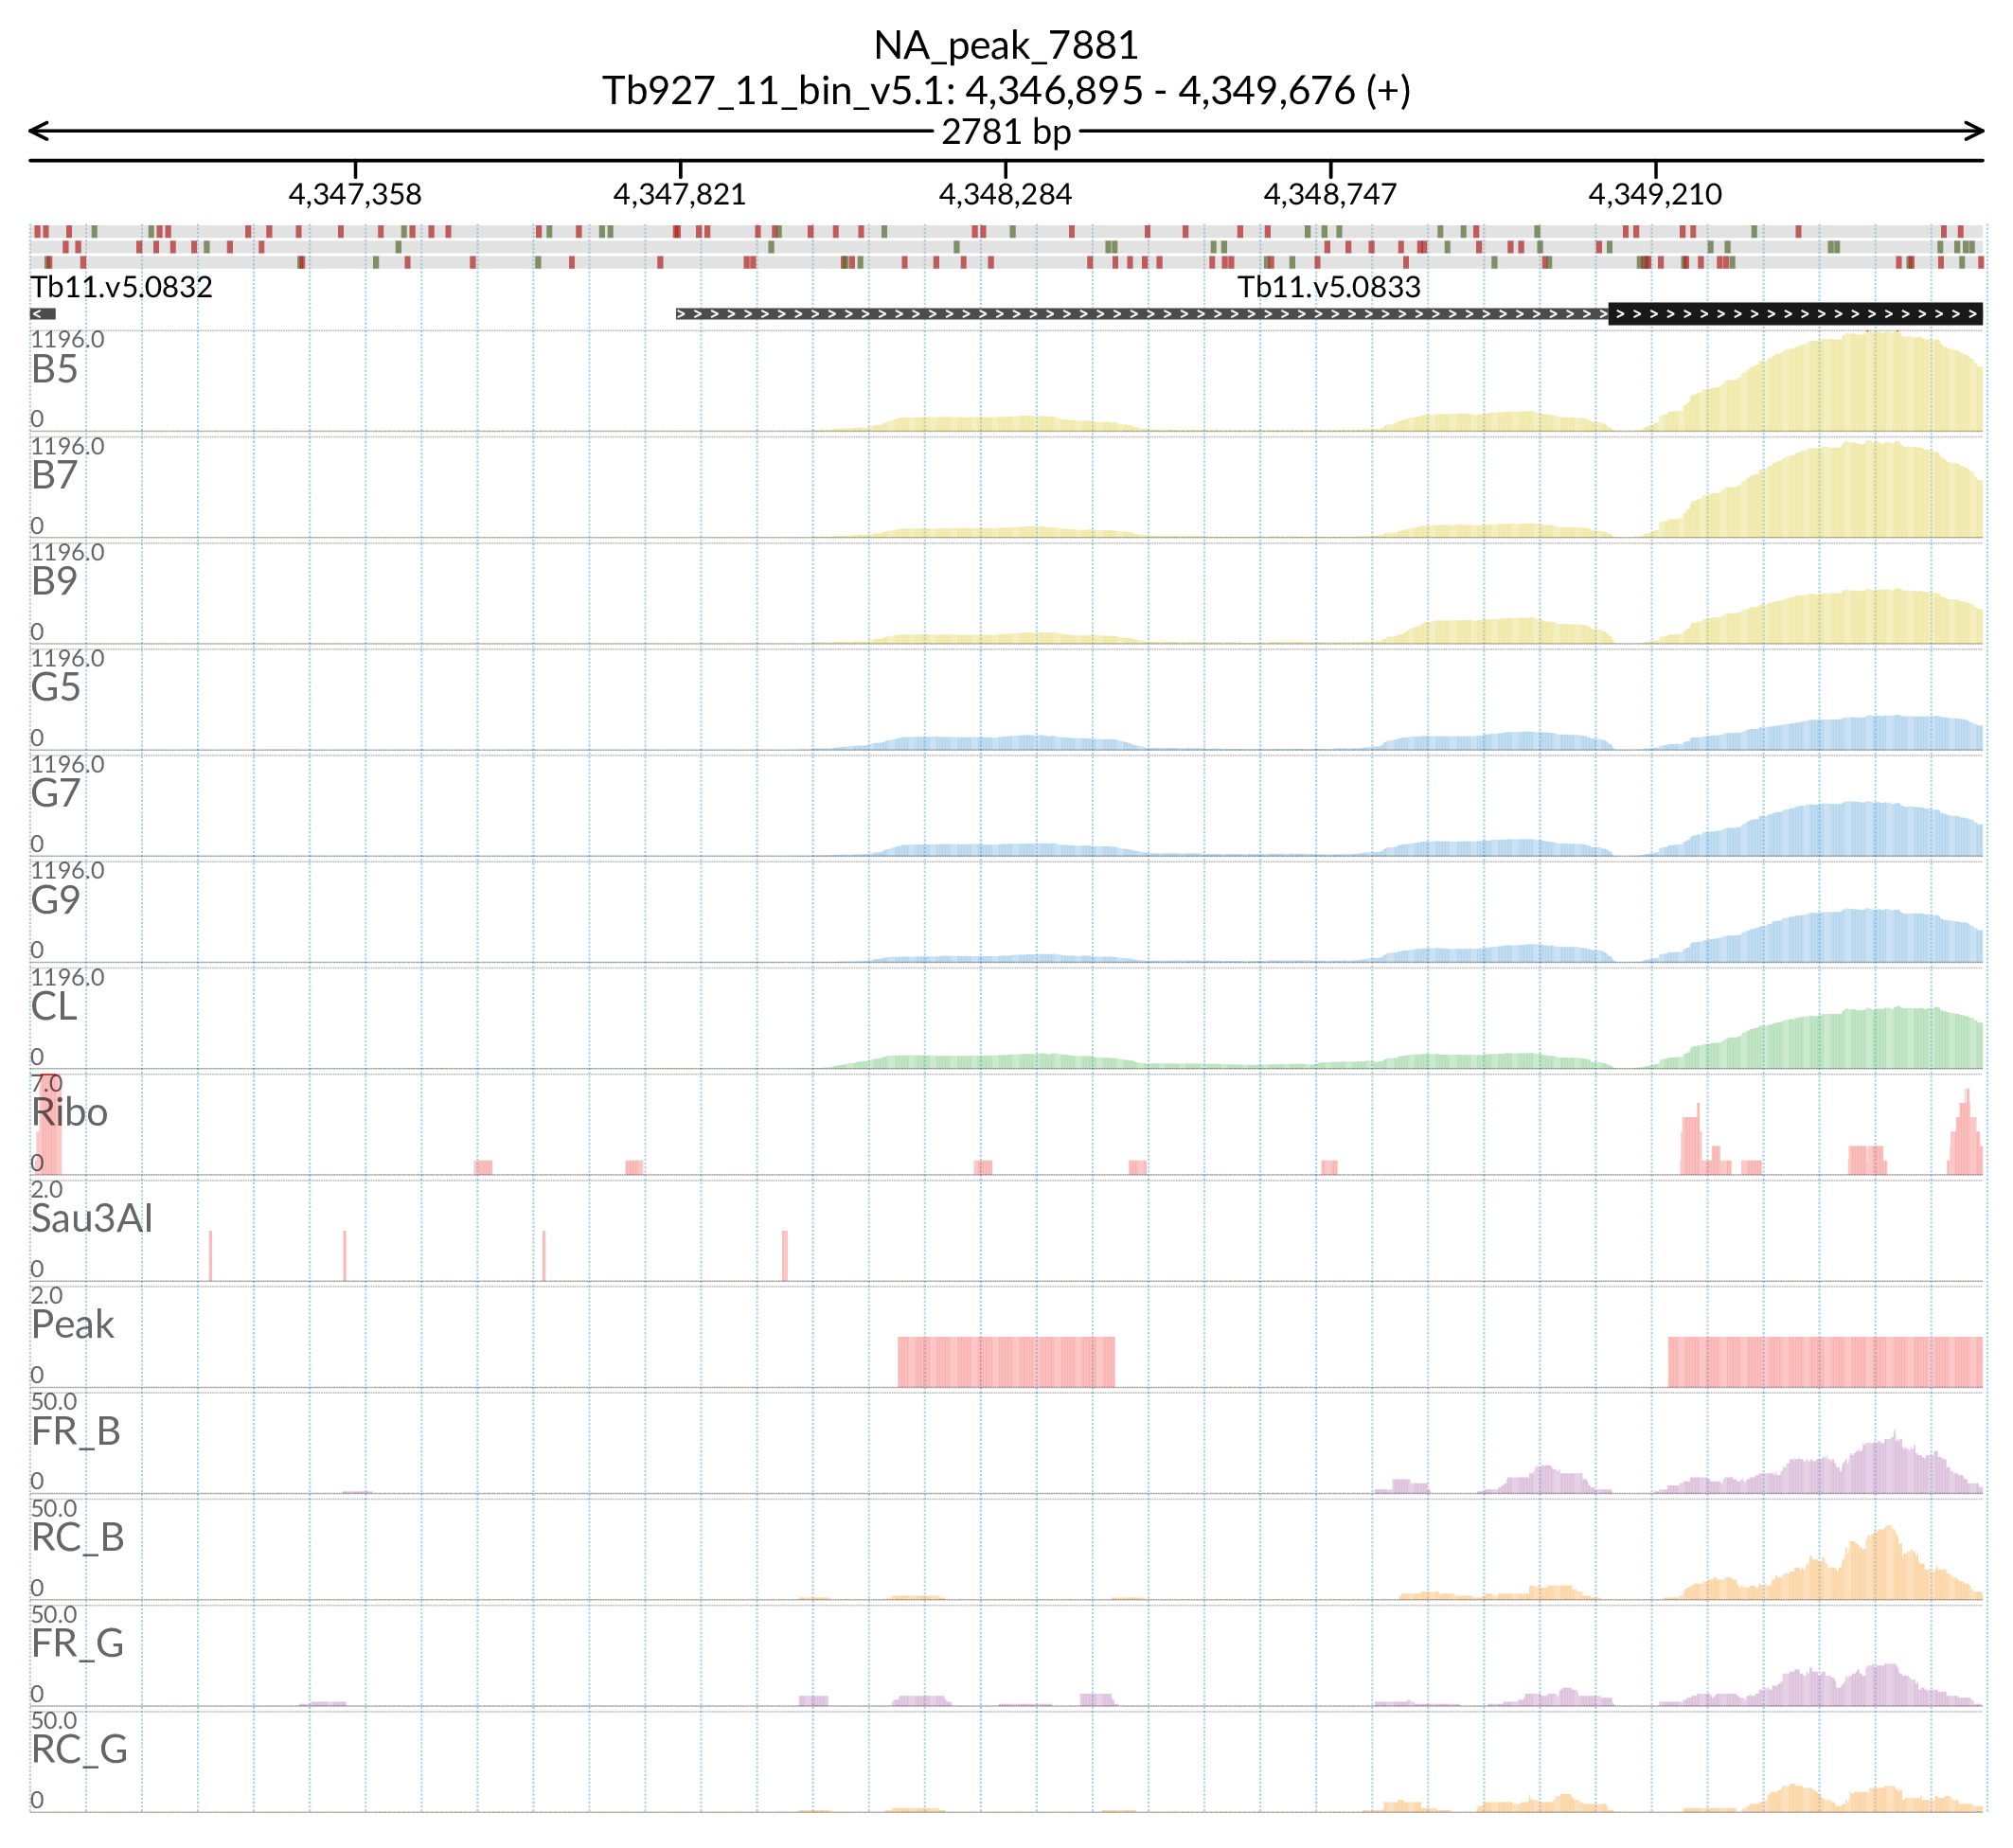 NA_peak_7881
Tb927_11_bin_v5.1: 4,346,895 - 4,349,676 (+)
2781 bp
4,347,358 4,347,821 4,348,284 4,348,747 4,349,210
Tb11.v5.0832 Tb11.v5.0833
1196.0
B5
0
1196.0
B7
0
1196.0
B9
0
1196.0
G5
0
1196.0
G7
0
1196.0
G9
0
1196.0
CL
0
7.0
Ribo
0
2.0
Sau3AI
0
2.0
Peak
0
50.0
FR_B
0
50.0
RC_B
0
50.0
FR_G
0
50.0
RC_G
0